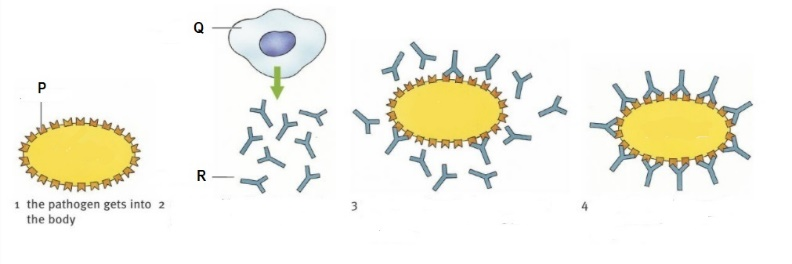 Q
P
R
1 the pathogen gets into
the body
2
3
4